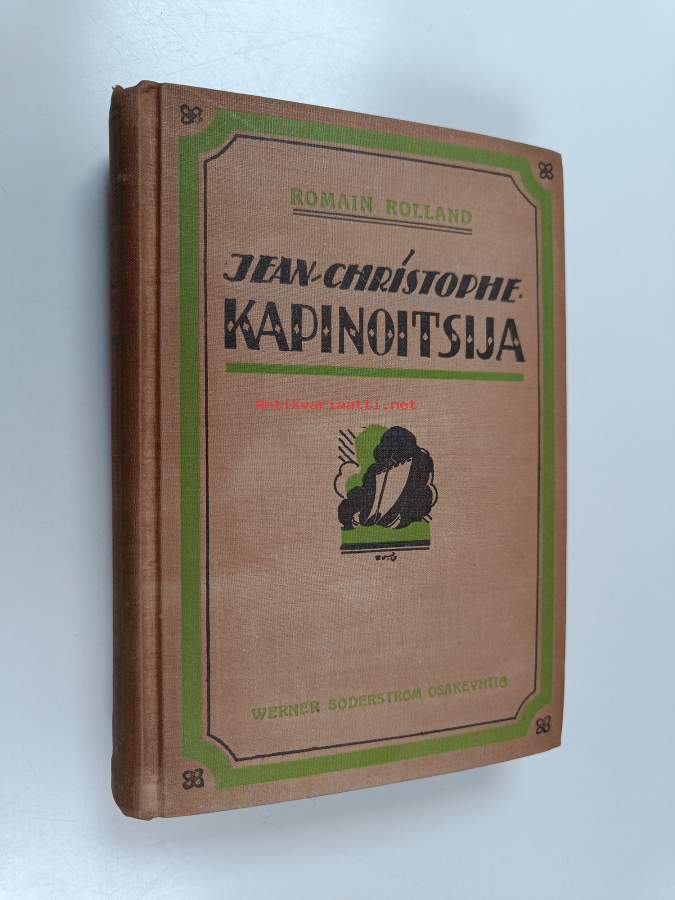 ROMAIN ROLLAND
JEAN-CHRISTOPHE.
KAPINOITSIJA
antikvariaatti.net
WERNER SÖDERSTRÖM OSAKEYHTIÖ